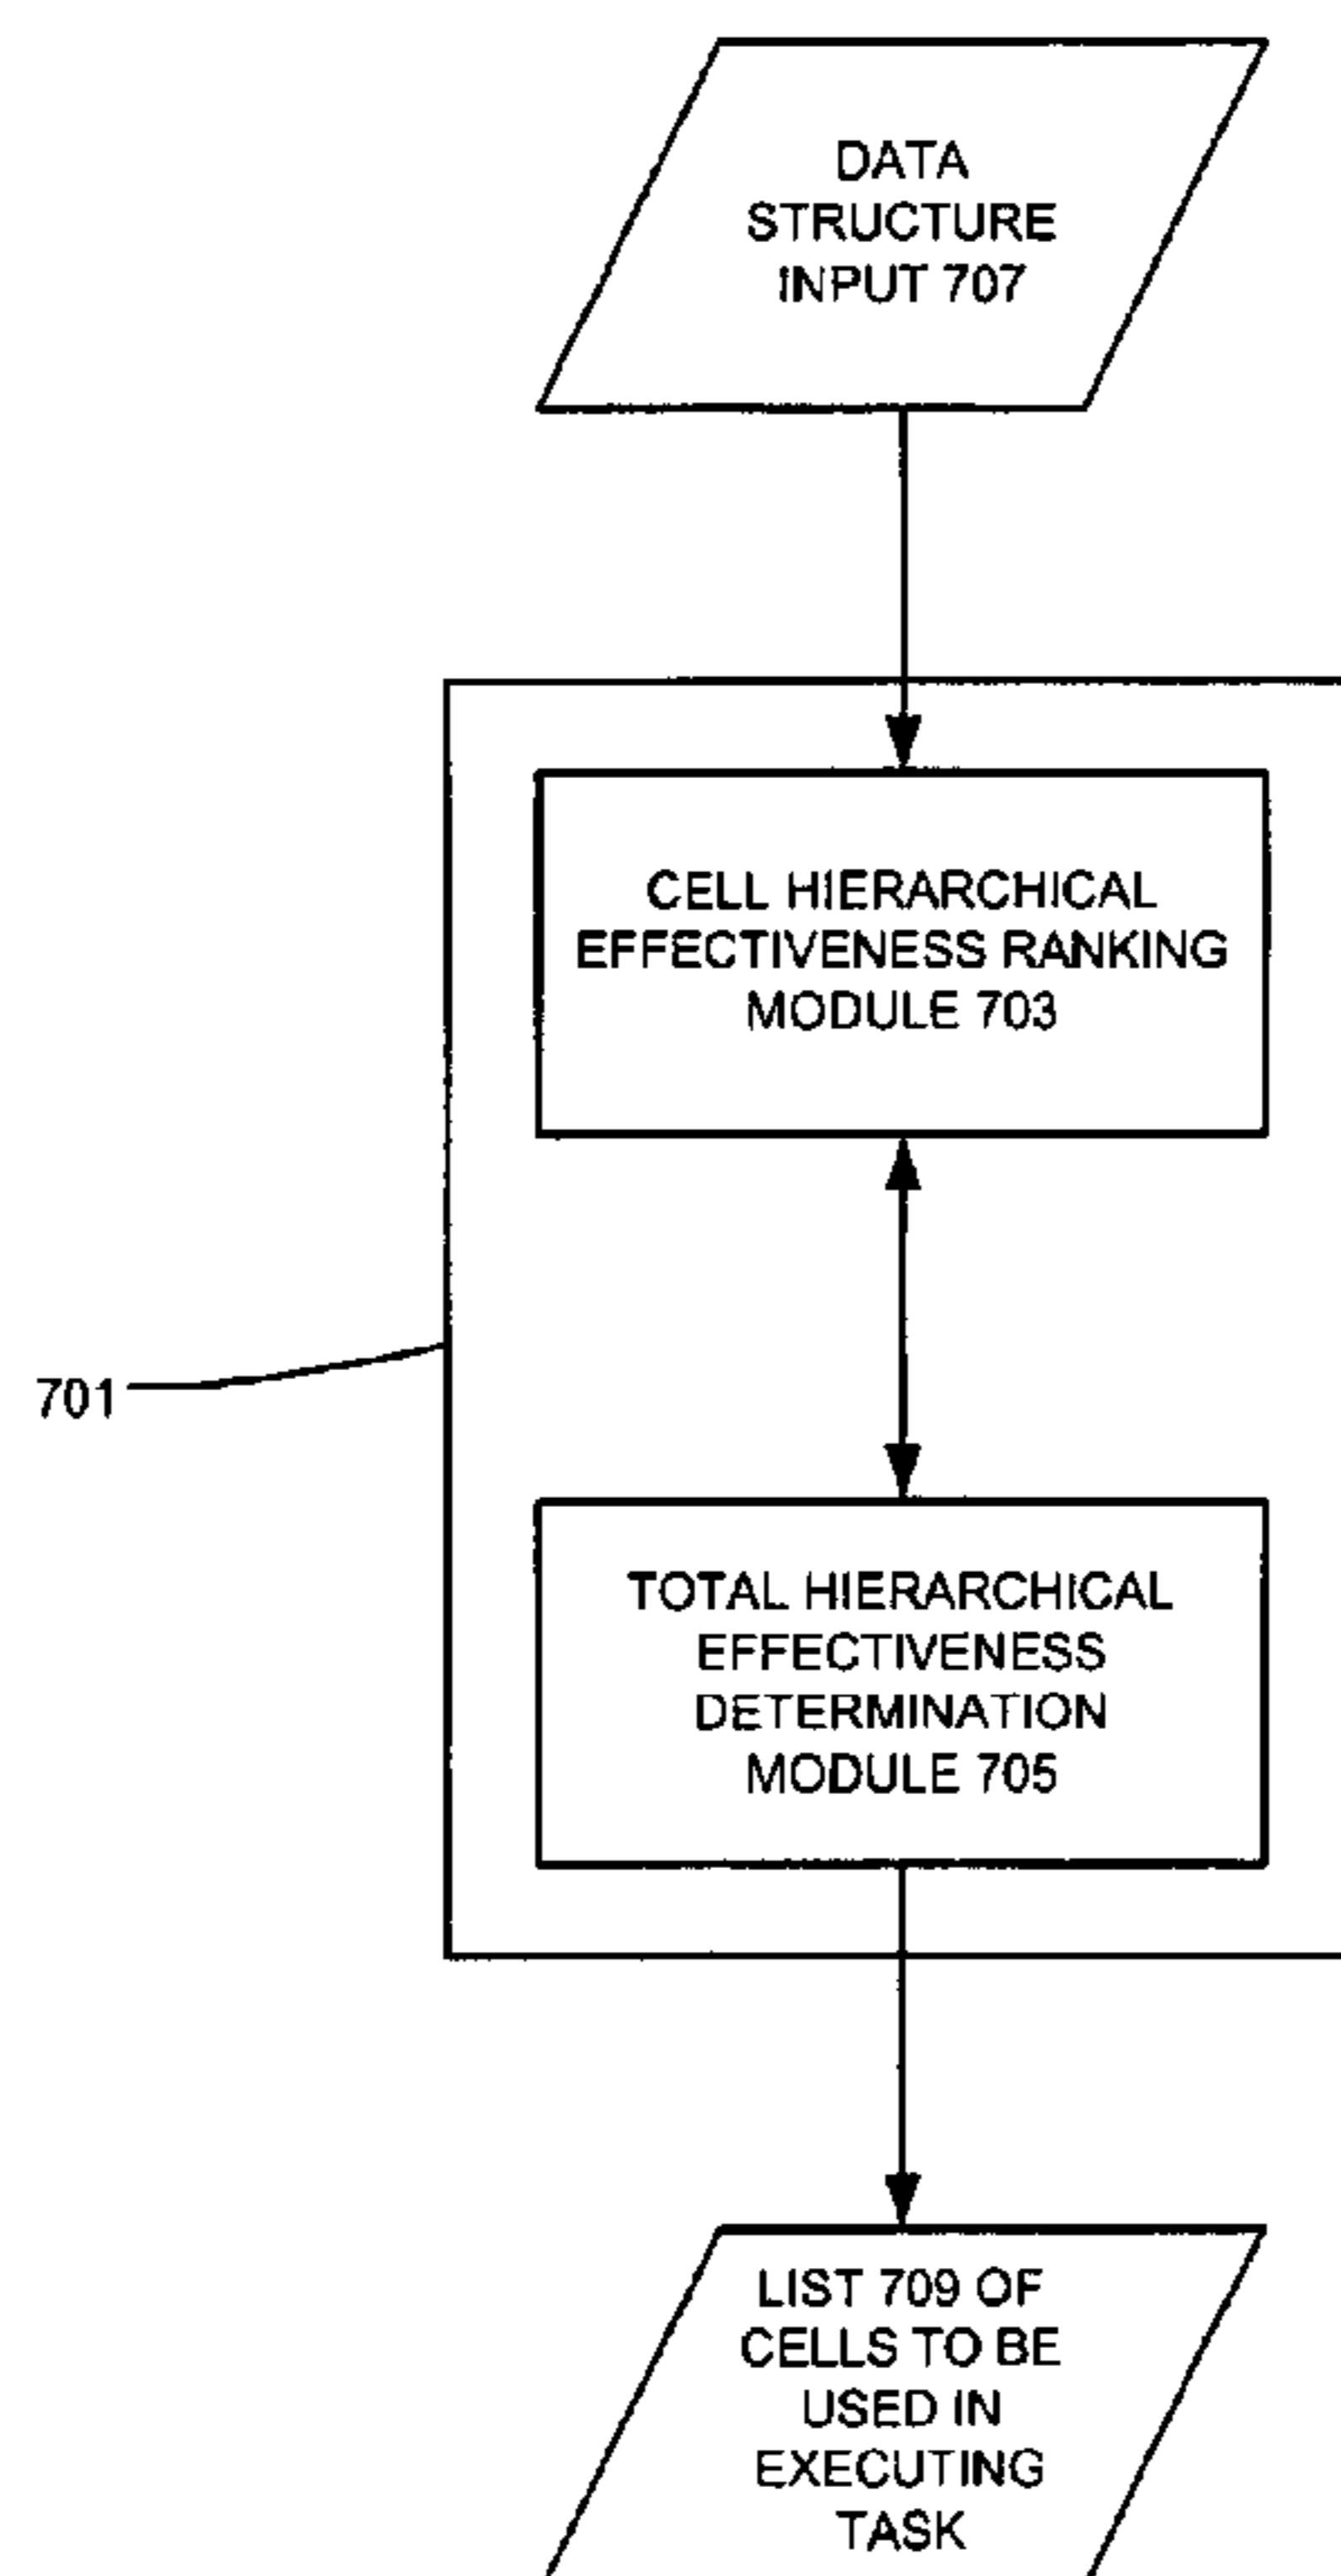 DATA
STRUCTURE
INPUT 707
CELL HIERARCHICAL
EFFECTIVENESS RANKING
MODULE 703
701
TOTAL HIERARCHICAL
EFFECTIVENESS
DETERMINATION
MODULE 705
LIST 709 OF
CELLS TO BE
USED IN
EXECUTING
TASK